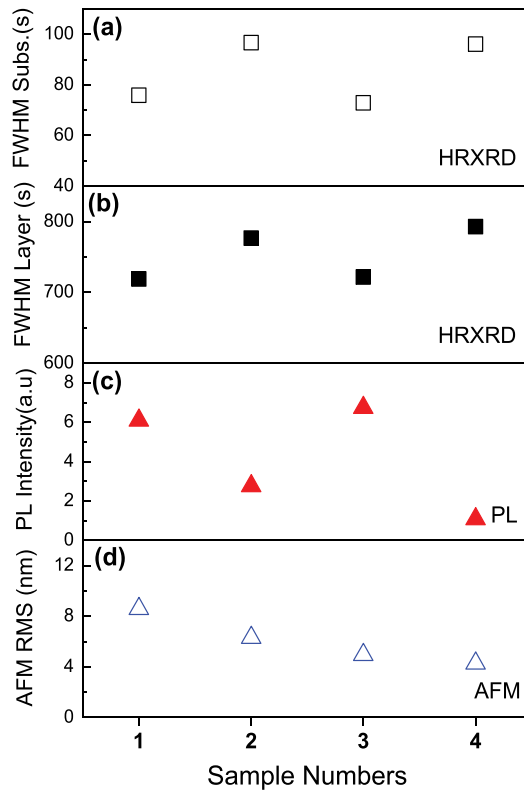 (a)
FWHM Subs.(s)
100
80
60
40
HRXRD
(b)
FWHM Layer (s)
800
700
600
HRXRD
(c)
PL Intensity(a.u)
8
6
4
2
0
PL
(d)
AFM RMS (nm)
12
8
4
0
AFM
1 2 3 4
Sample Numbers